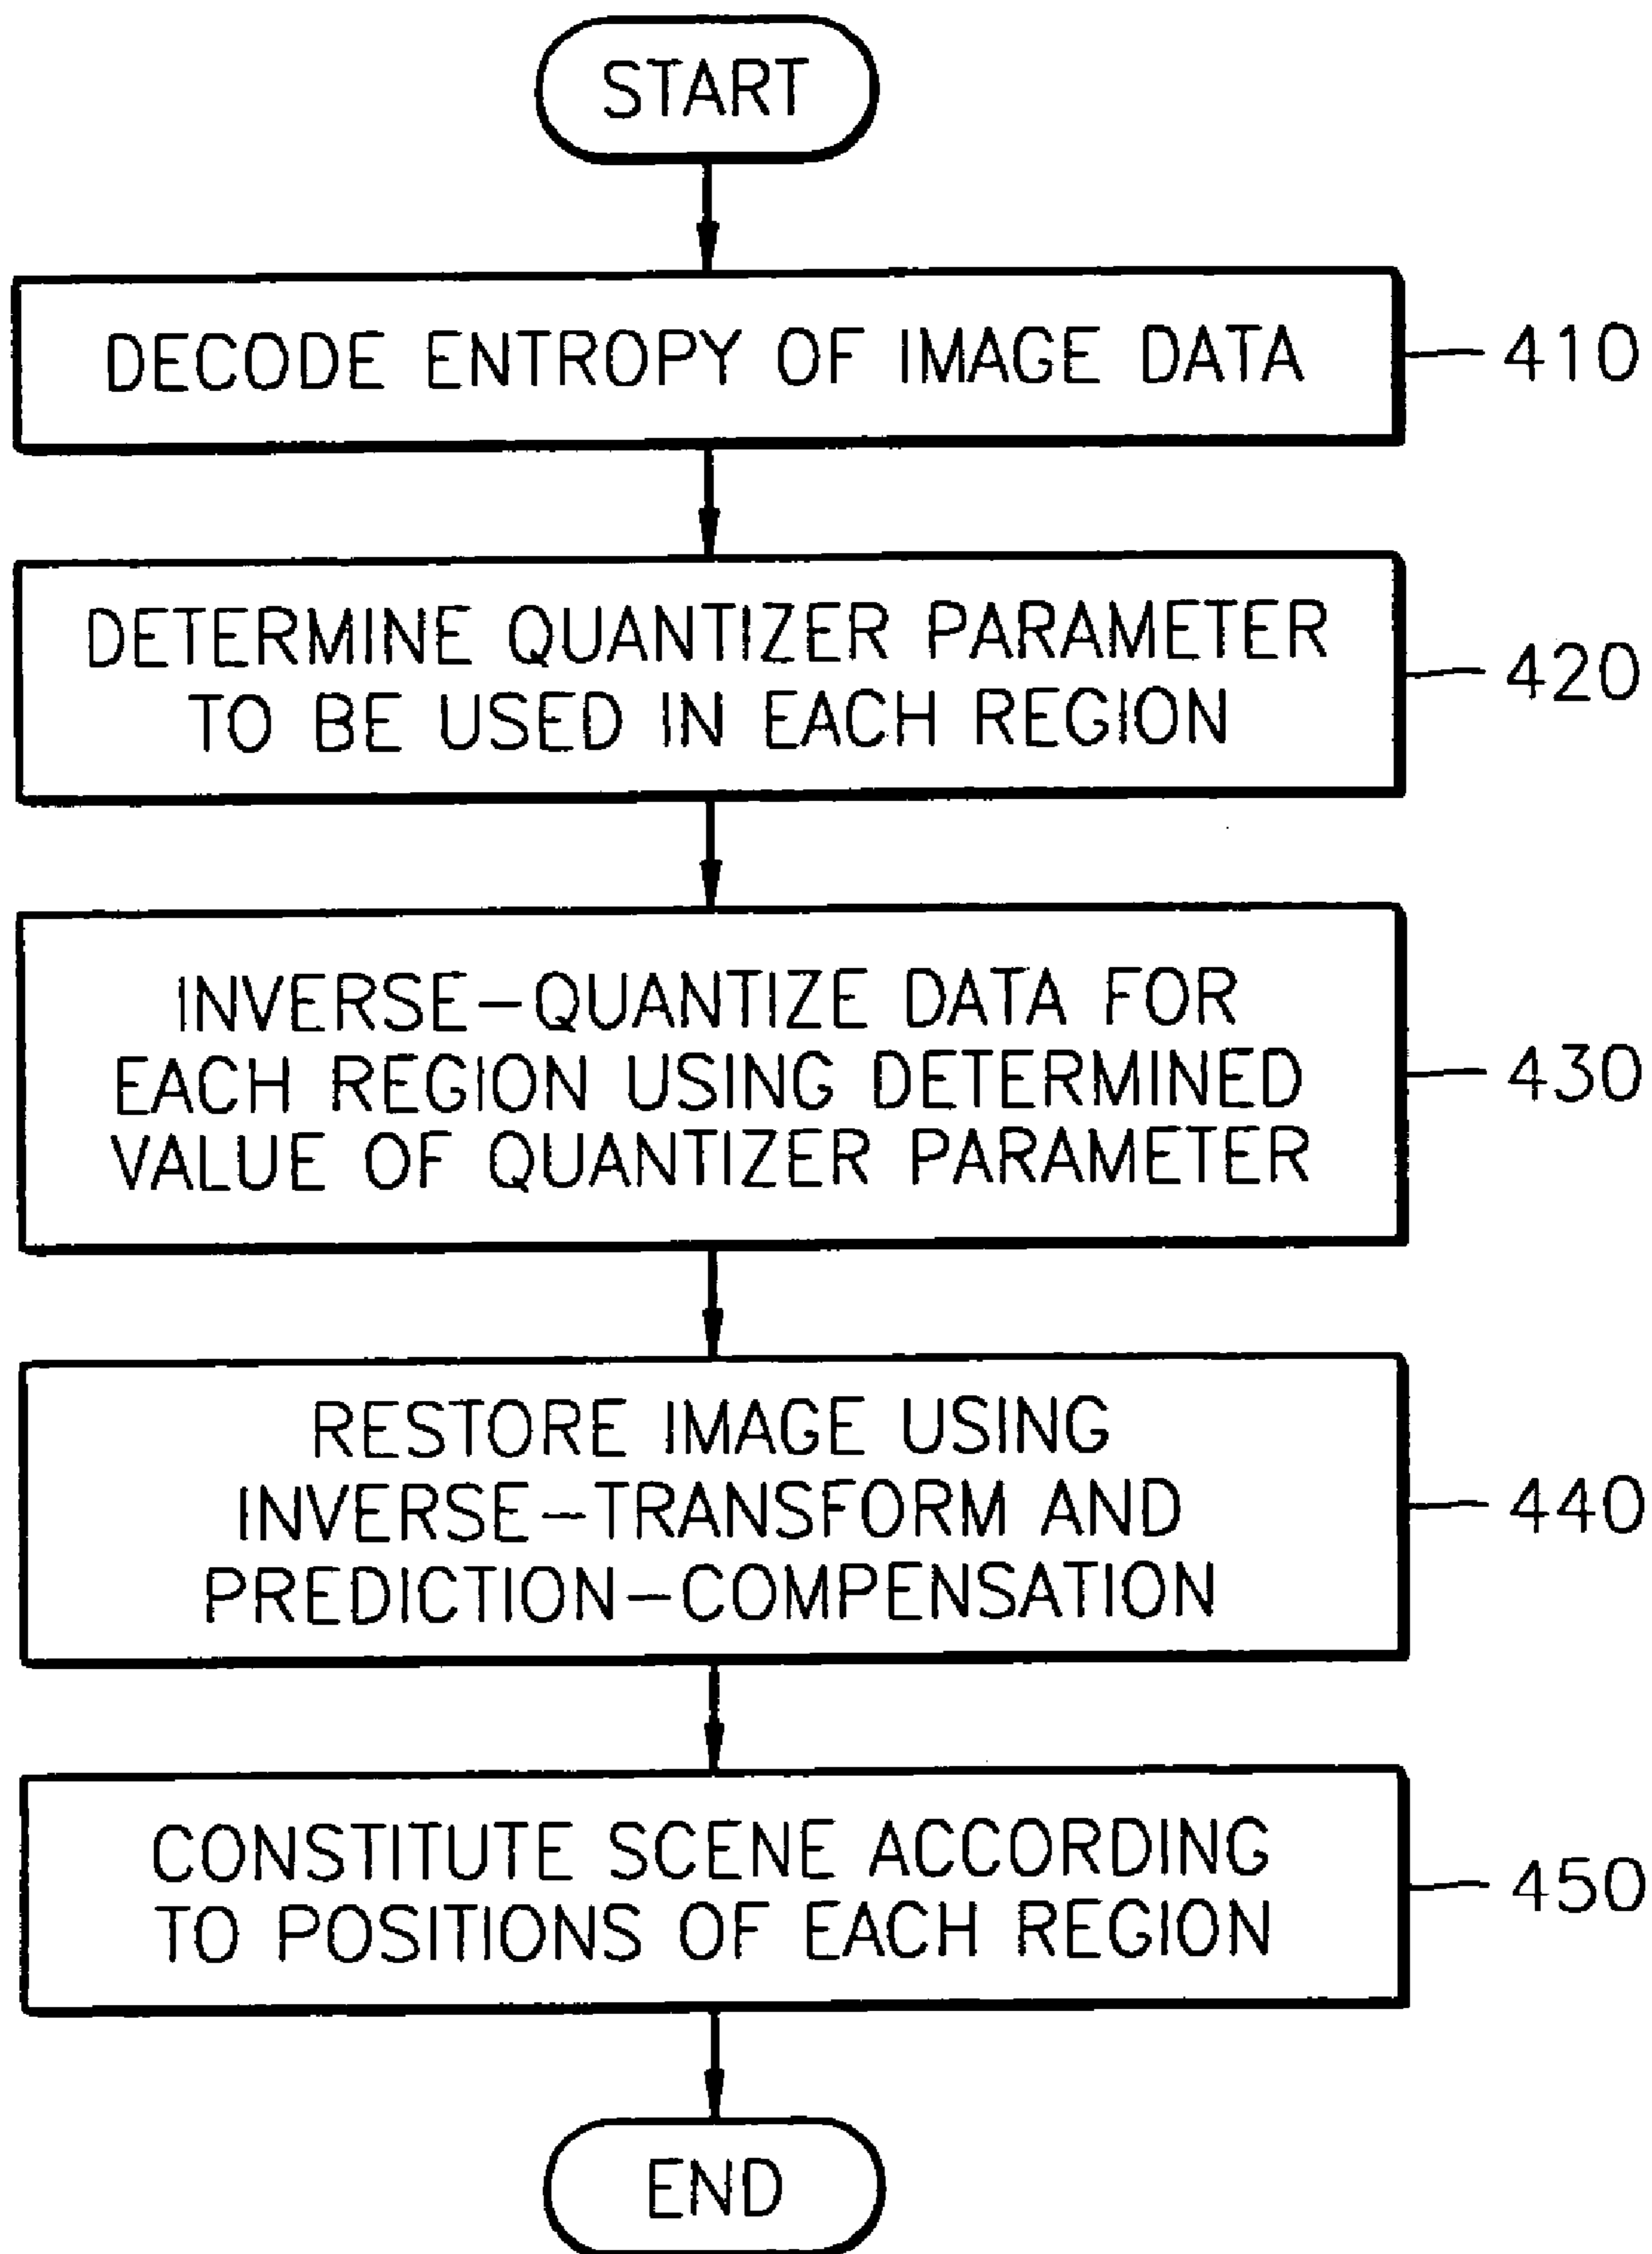 START
DECODE ENTROPY OF IMAGE DATA
410
DETERMINE QUANTIZER PARAMETER
TO BE USED IN EACH REGION
420
INVERSE-QUANTIZE DATA FOR
EACH REGION USING DETERMINED
VALUE OF QUANTIZER PARAMETER
430
RESTORE IMAGE USING
INVERSE-TRANSFORM AND
PREDICTION-COMPENSATION
440
CONSTITUTE SCENE ACCORDING
TO POSITIONS OF EACH REGION
450
END